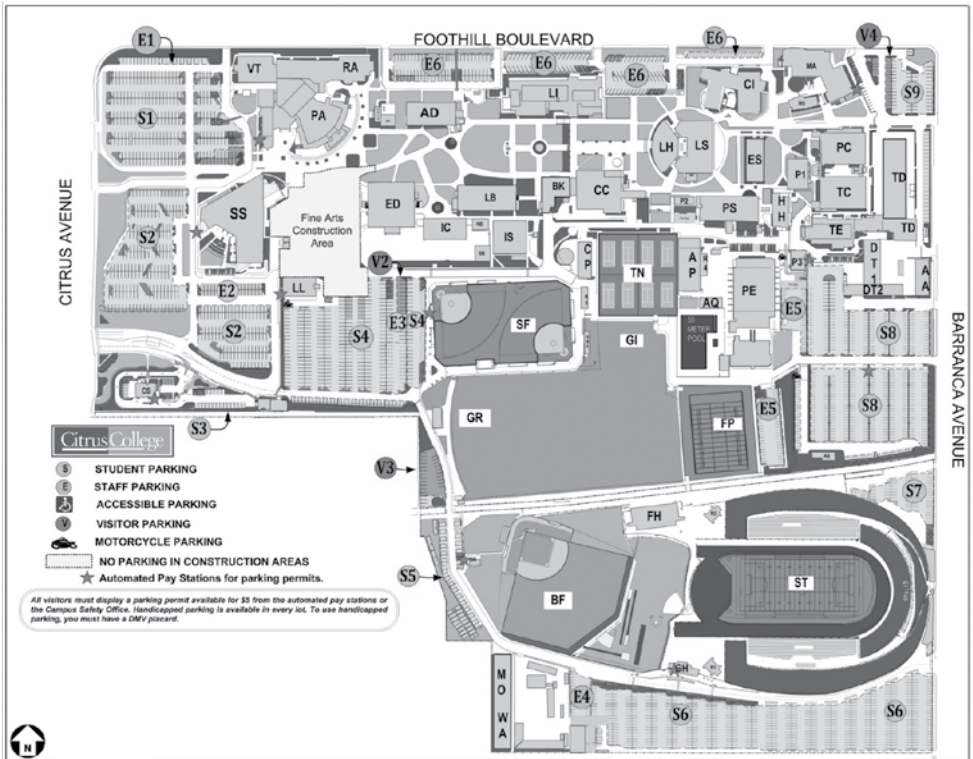 E1
FOOTHILL BOULEVARD
E6
V4
E6
E6
E6
VT
RA
LI
CI
MA
S9
S1
PA
AD
LH
LS
ES
PC
P1
TC
TD
CITRUS AVENUE
SS
Fine Arts
Construction
Area
ED
LB
BK
CC
P2
PS
H
H
TE
TD
S2
IC
IS
V2
C
P
TN
A
P
P3
D
T
1
DT2
A
A
E2
LL
E3
S4
S4
SF
AQ
PE
E5
50
METER
POOL
S2
GI
S8
BARRANCA AVENUE
CS
S3
GR
FP
E5
S8
Citrus College
S STUDENT PARKING
E STAFF PARKING
ACCESSIBLE PARKING
V VISITOR PARKING
MOTORCYCLE PARKING
NO PARKING IN CONSTRUCTION AREAS
Automated Pay Stations for parking permits.
All visitors must display a parking permit available for $5 from the automated pay stations or
the Campus Safety Office. Handicapped parking is available in every lot. To use handicapped
parking, you must have a DMV placard.
V3
S7
FH
S5
BF
ST
GH
M
O
W
A
E4
S6
S6
N